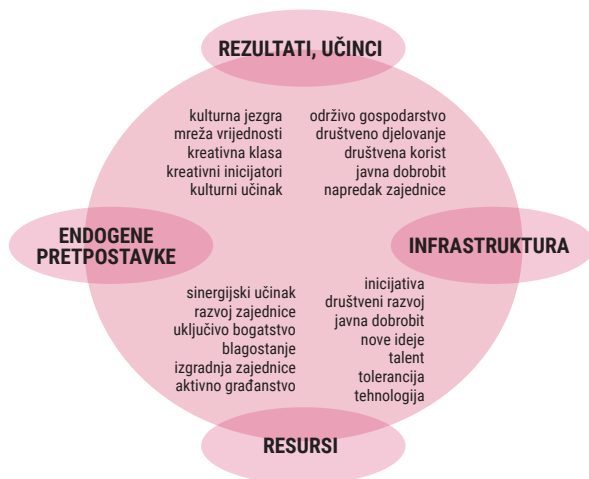 REZULTATI, UČINCI
kulturna jezgra
mreža vrijednosti
kreativna klasa
kreativni inicijatori
kulturni učinak
održivo gospodarstvo
društveno djelovanje
društvena korist
javna dobrobit
napredak zajednice
ENDOGENE
PRETPOSTAVKE
INFRASTRUKTURA
sinergijski učinak
razvoj zajednice
uključivo bogatstvo
blagostanje
izgradnja zajednice
aktivno građanstvo
inicijativa
društveni razvoj
javna dobrobit
nove ideje
talent
tolerancija
tehnologija
RESURSI